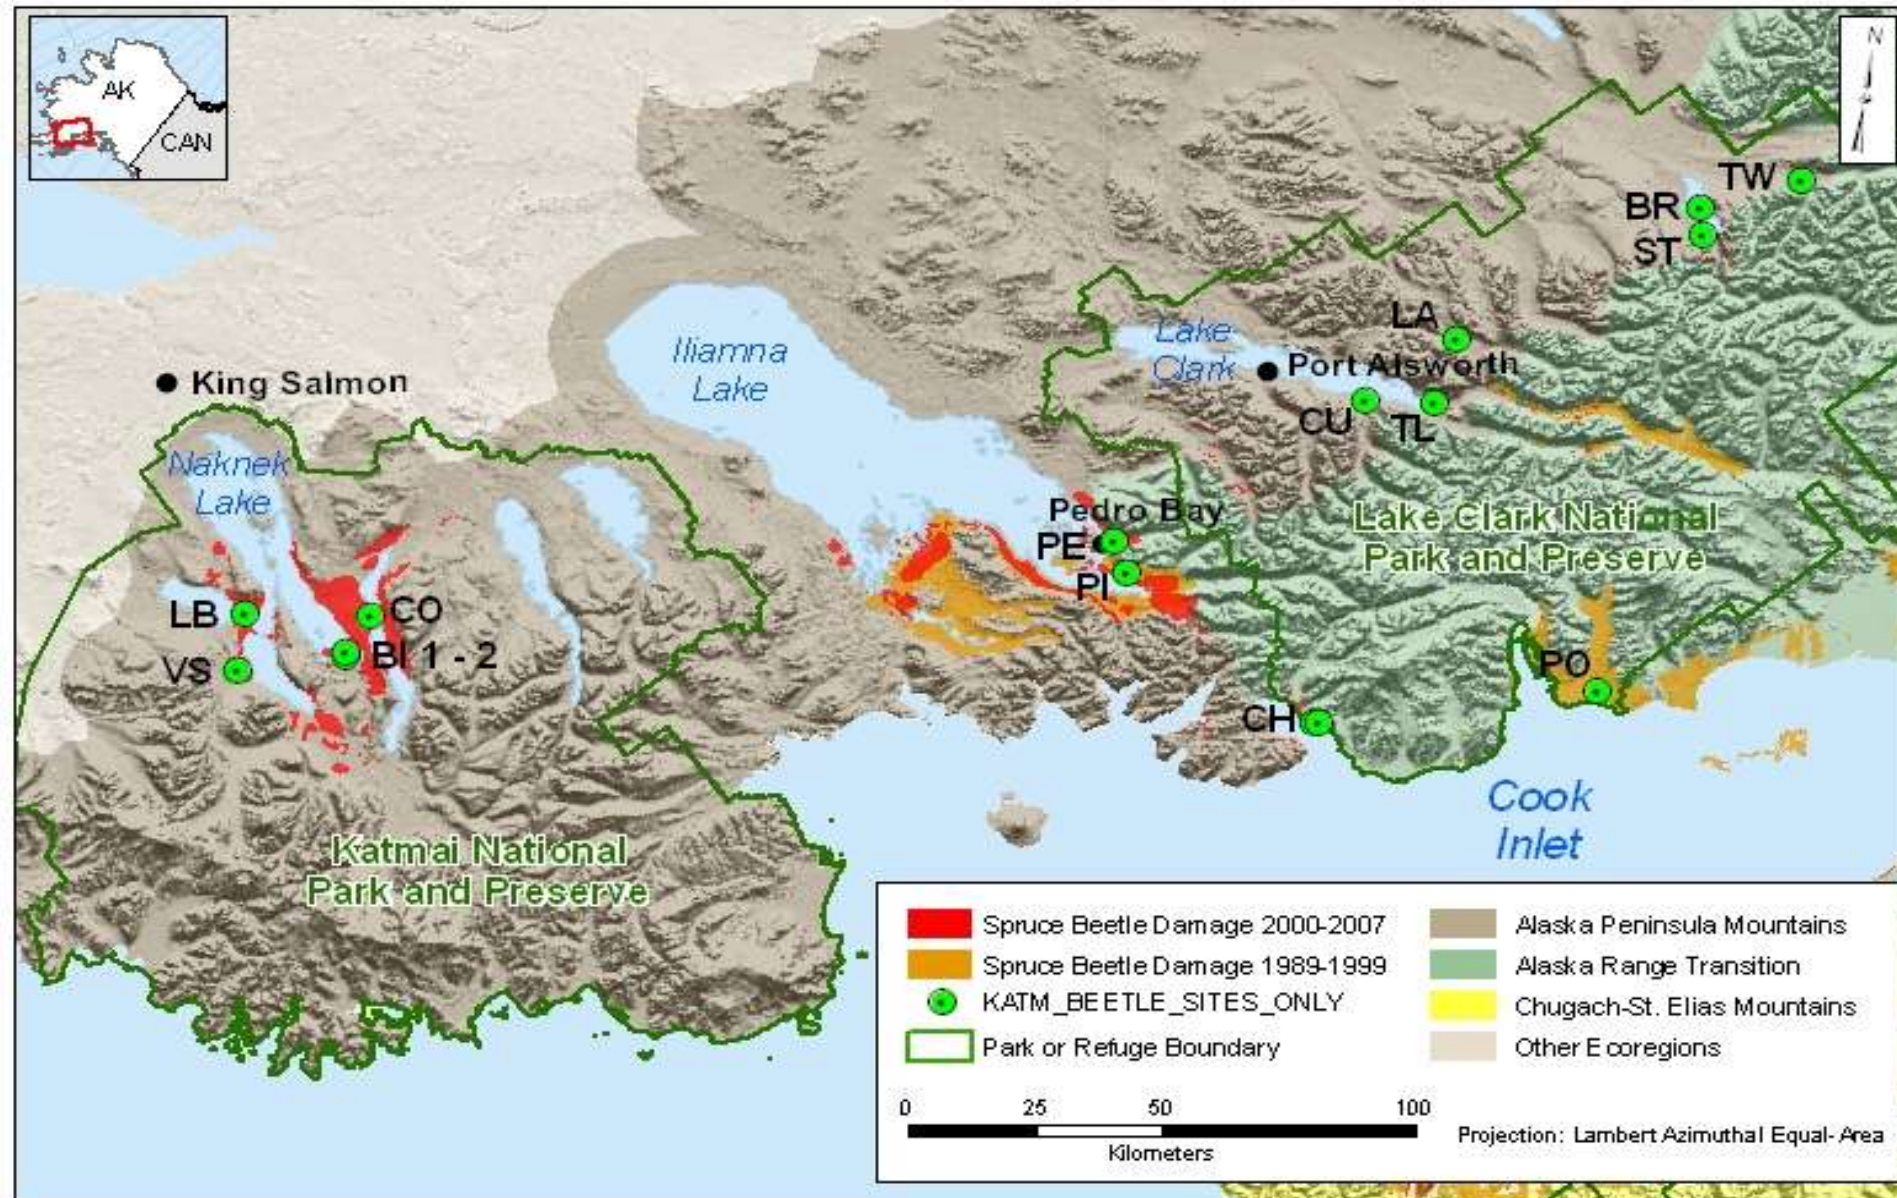 AK
CAN
N
TW
BR
ST
LA
Lake
Clark
Port Alsworth
CU
TL
Iliamna
Lake
King Salmon
Naknek
Lake
Pedro Bay
PE
PI
Lake Clark National
Park and Preserve
LB
CO
BI 1 - 2
VS
PO
CH
Cook
Inlet
Katmai National
Park and Preserve
Spruce Beetle Damage 2000-2007
Spruce Beetle Damage 1989-1999
KATM_BEETLE_SITES_ONLY
Park or Refuge Boundary
Alaska Peninsula Mountains
Alaska Range Transition
Chugach-St. Elias Mountains
Other Ecoregions
0 25 50 100
Kilometers
Projection: Lambert Azimuthal Equal-Area